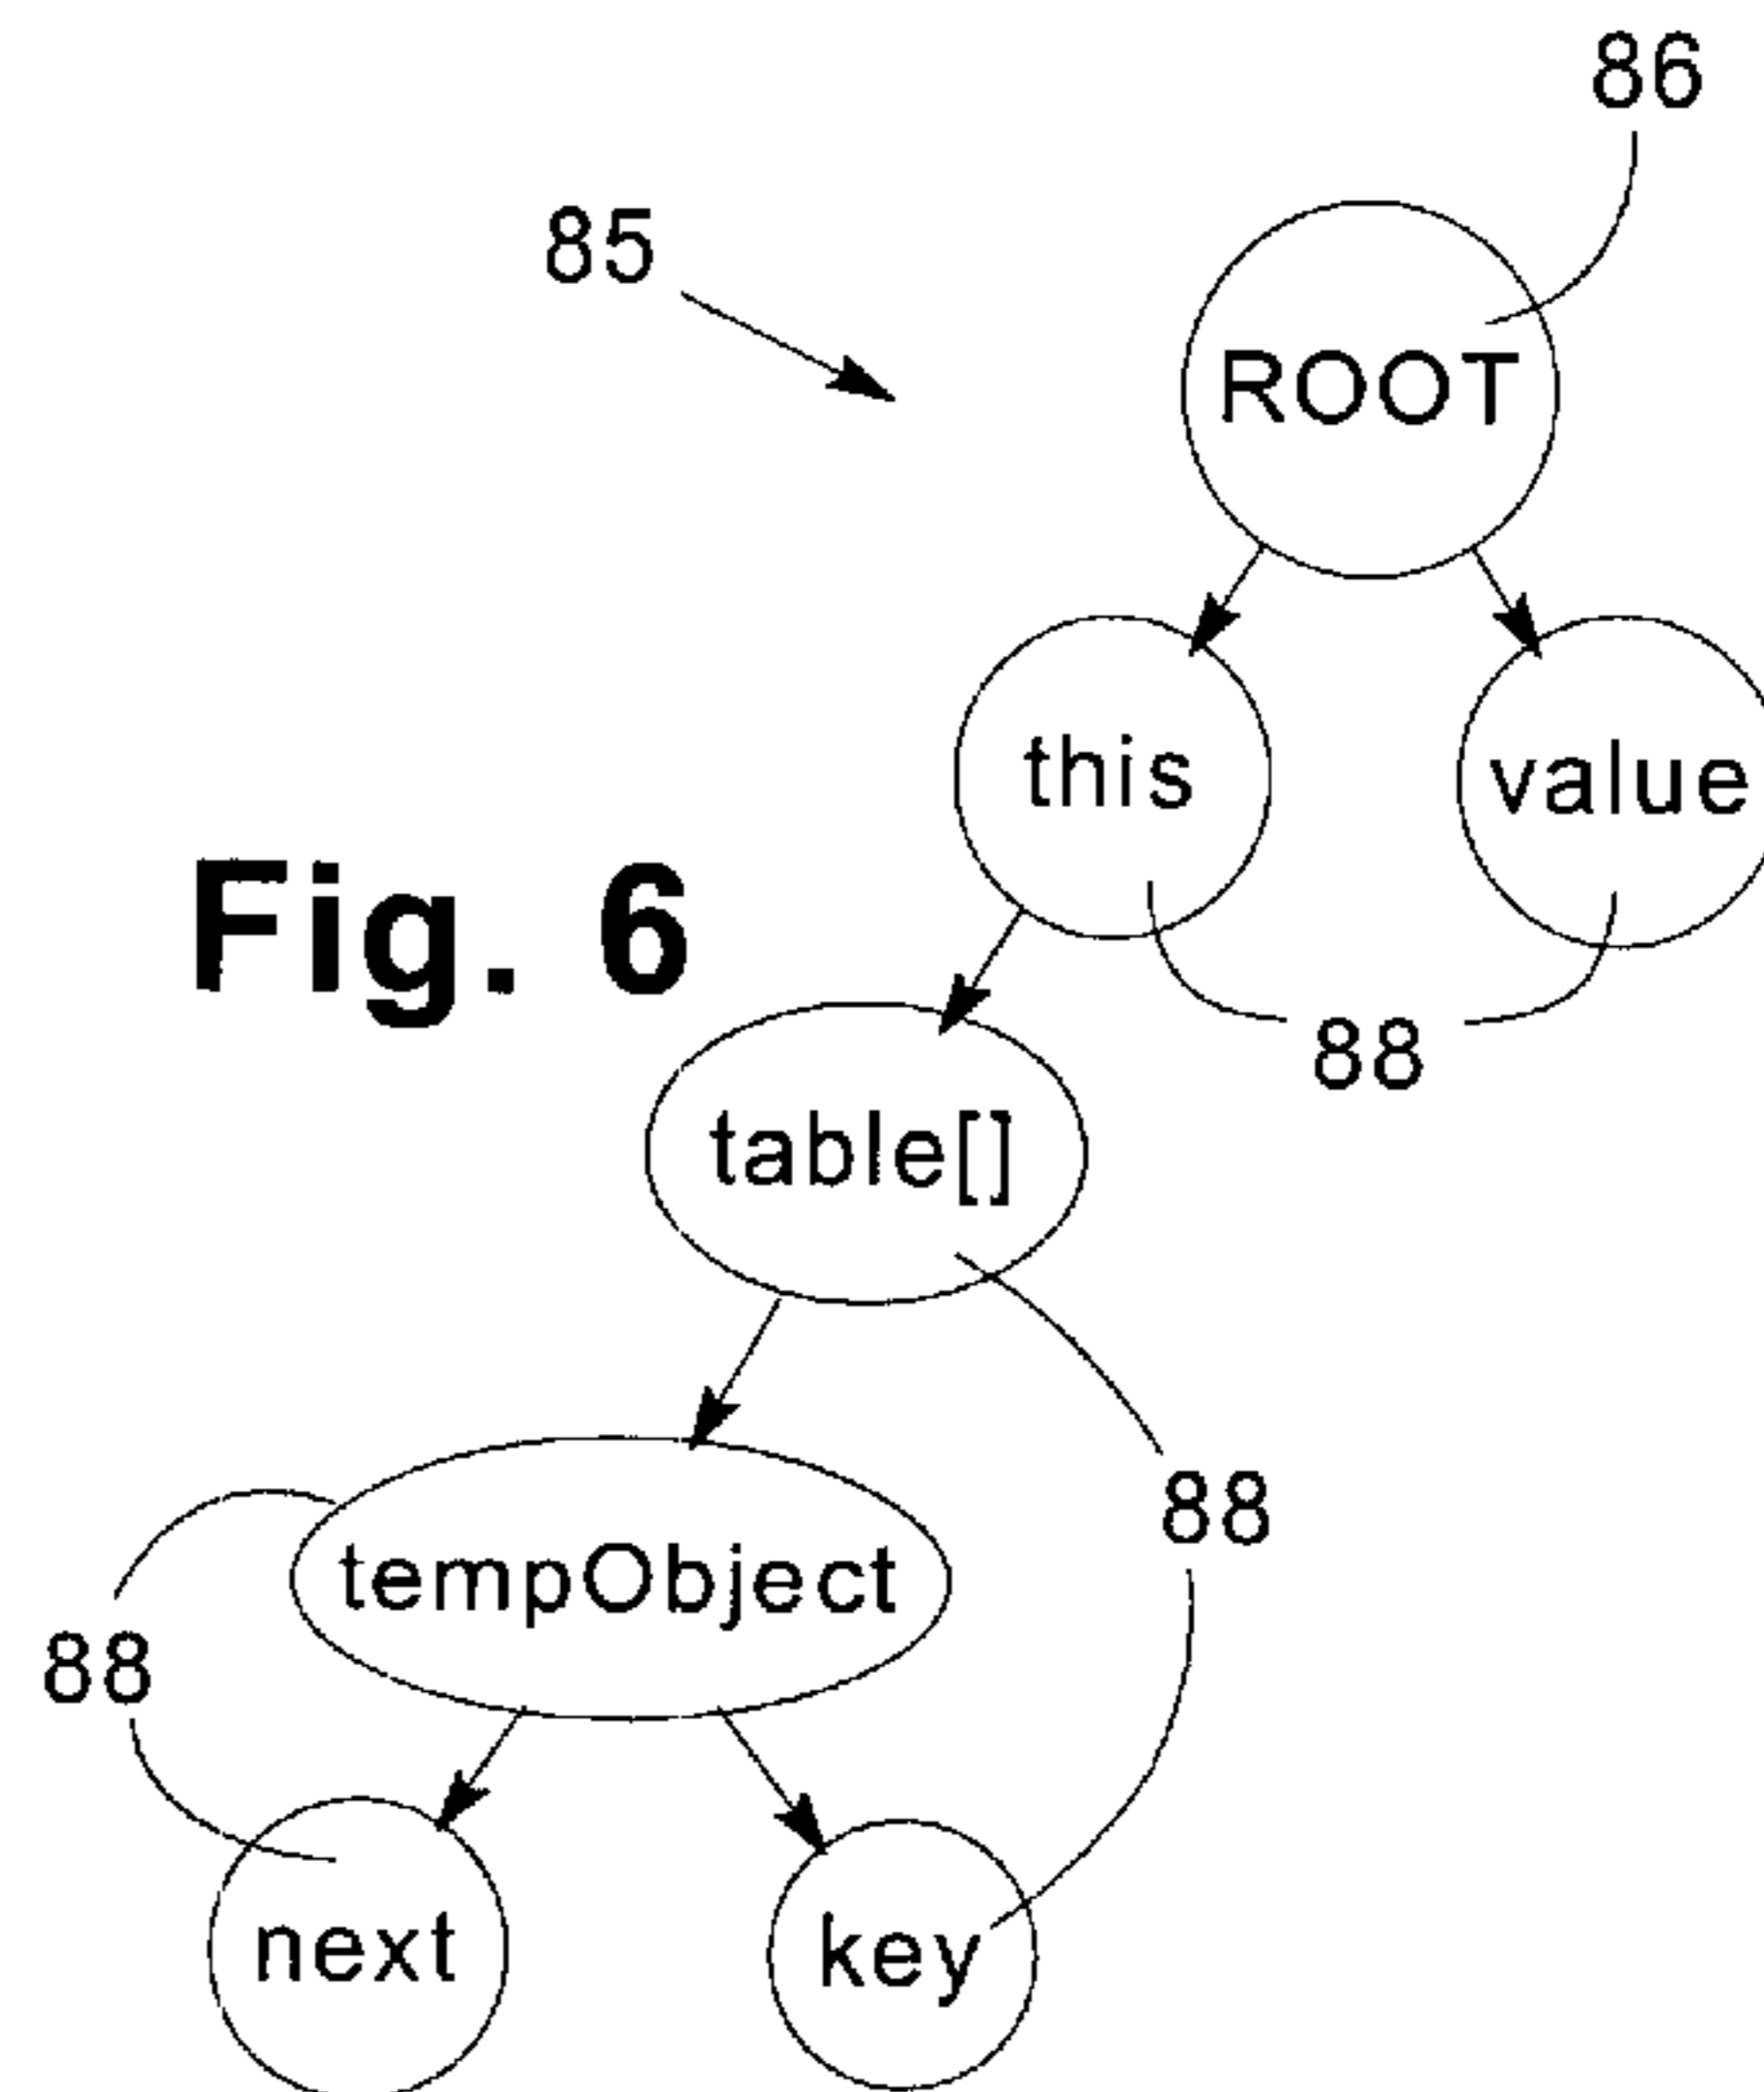 86
85
ROOT
this
value
Fig. 6
88
table[]
88
tempObject
88
next
key